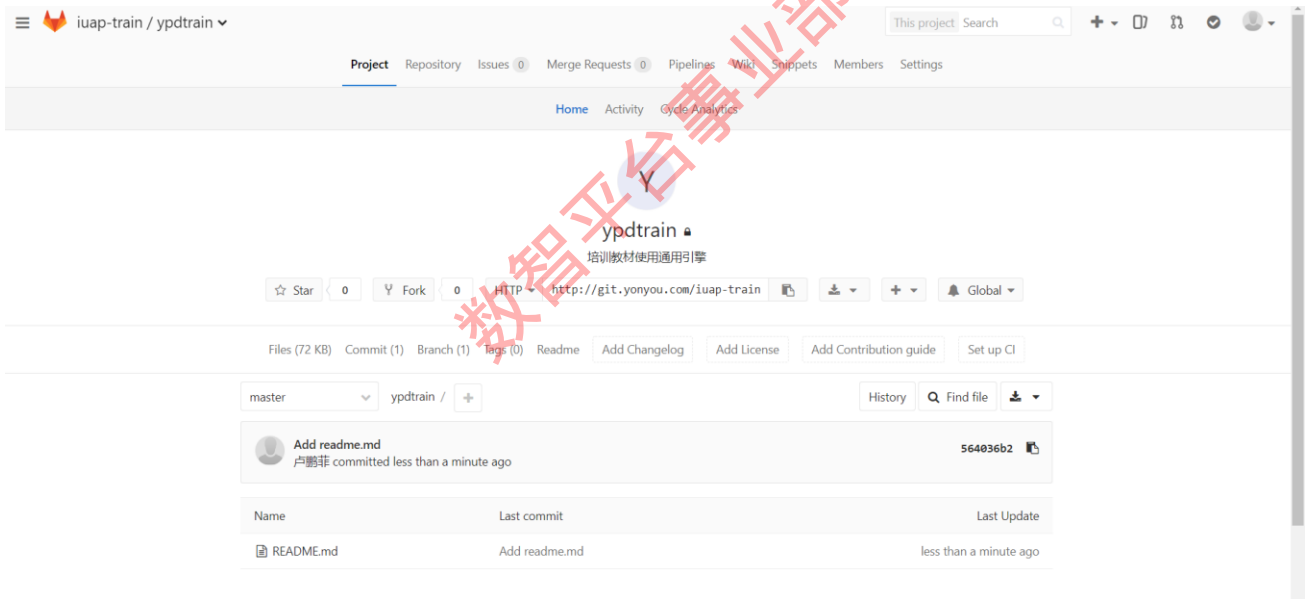 iuap-train / ypdtrain
This project Search
Project Repository Issues 0 Merge Requests 0 Pipelines Wiki Snippets Members Settings
Home Activity Cycle Analytics
Y
ypdtrain
培训教材使用通用引擎
Star 0 Fork 0 HTTP http://git.yonyou.com/iuap-train Global
Files (72 KB) Commit (1) Branch (1) Tags (0) Readme Add Changelog Add License Add Contribution guide Set up CI
master ypdtrain / + History Find file
Add readme.md
564036b2
卢鹏菲 committed less than a minute ago
Name Last commit Last Update
README.md Add readme.md less than a minute ago
数智平台事业部